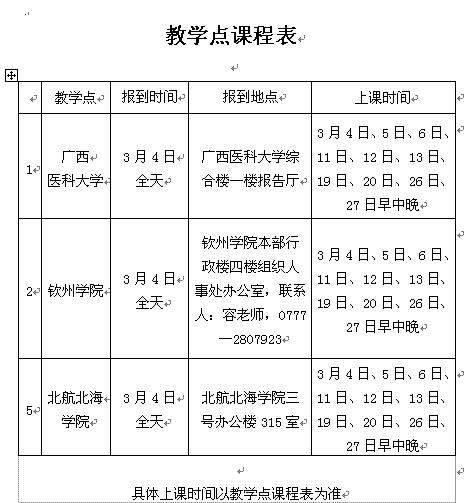 教学点课程表
教学点 报到时间 报到地点 上课时间
1
广西
医科大学
3月4日
全天
广西医科大学综
合楼一楼报告厅
3月4日、5日、6日、
11日、12日、13日、
19日、20日、26日、
27日早中晚
2
钦州学院
3月4日
全天
钦州学院本部行
政楼四楼组织人
事处办公室，联系
人：容老师，0777
—2807923
3月4日、5日、6日、
11日、12日、13日、
19日、20日、26日、
27日早中晚
5
北航北海
学院
3月4日
全天
北航北海学院三
号办公楼315室
3月4日、5日、6日、
11日、12日、13日、
19日、20日、26日、
27日早中晚
具体上课时间以教学点课程表为准